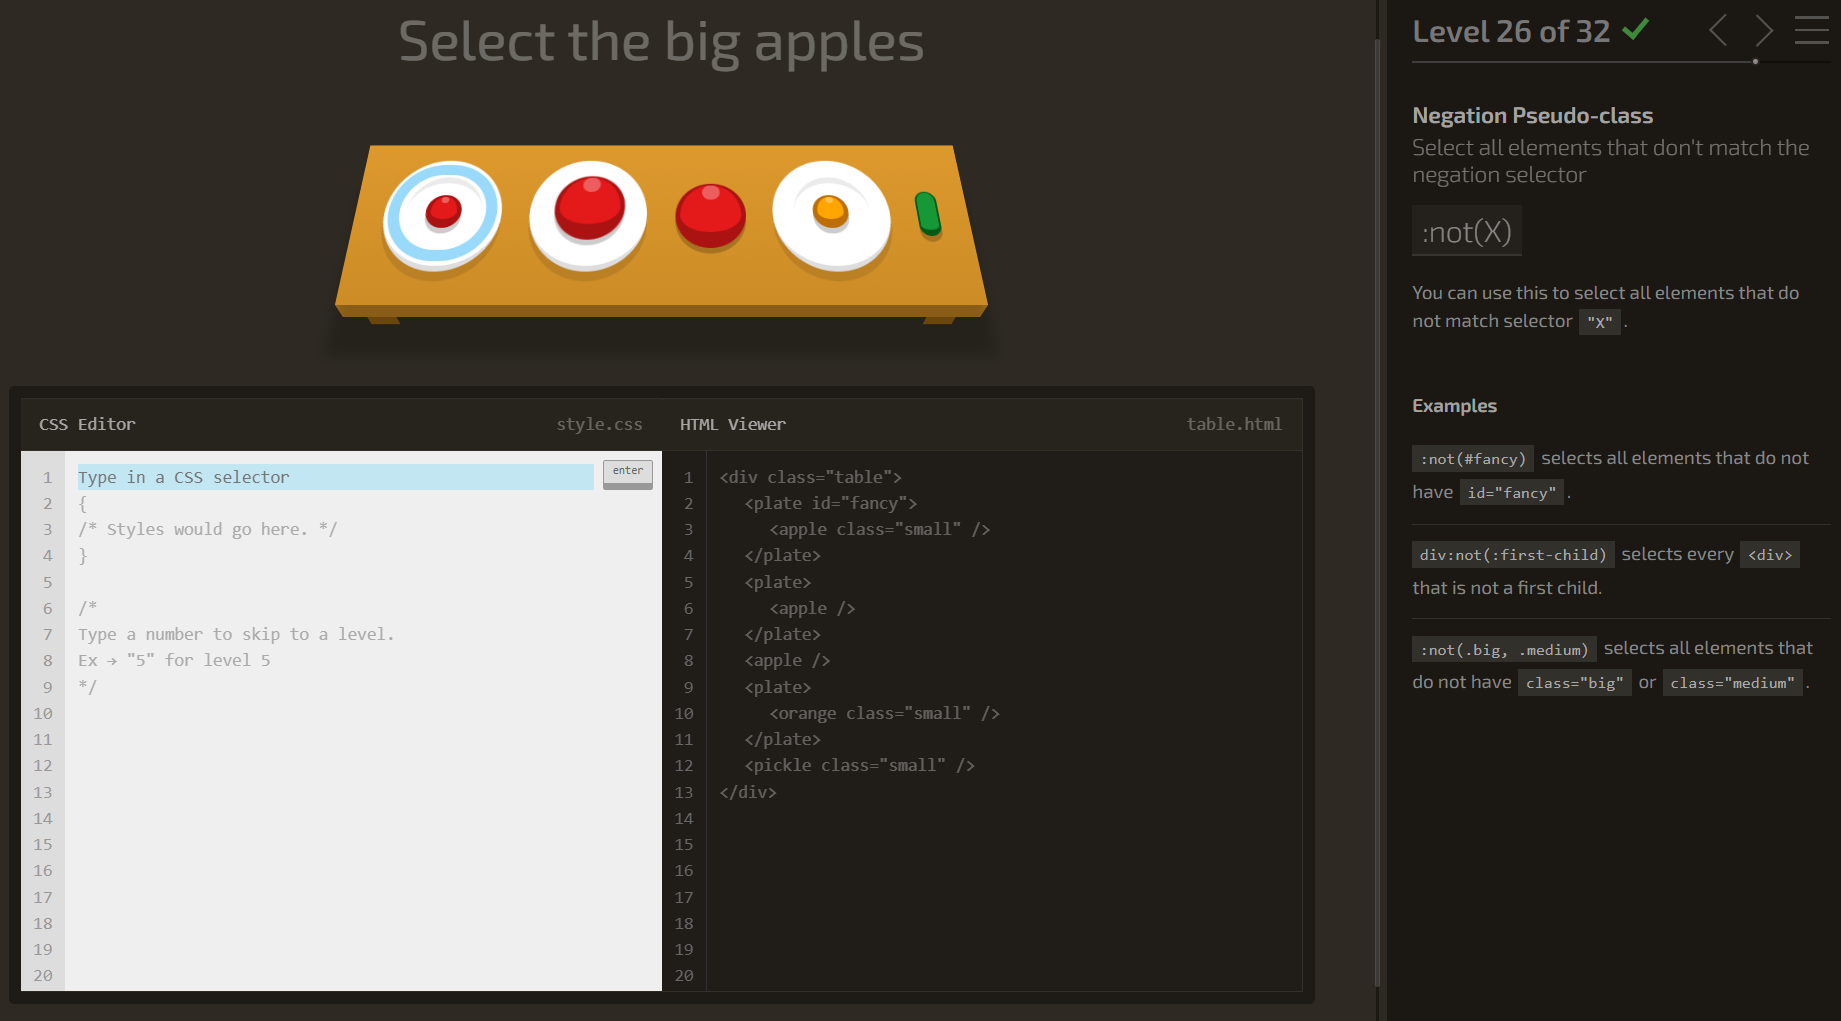 Select the big apples
CSS Editor style.css
1 Type in a CSS selector enter
2 {
3 /* Styles would go here. */
4 }
5
6 /*
7 Type a number to skip to a level.
8 Ex → "5" for level 5
9 */
10
11
12
13
14
15
16
17
18
19
20
HTML Viewer table.html
1 <div class="table">
2 <plate id="fancy">
3 <apple class="small" />
4 </plate>
5 <plate>
6 <apple />
7 </plate>
8 <apple />
9 <plate>
10 <orange class="small" />
11 </plate>
12 <pickle class="small" />
13 </div>
14
15
16
17
18
19
20
Level 26 of 32
Negation Pseudo-class
Select all elements that don't match the
negation selector
:not(X)
You can use this to select all elements that do
not match selector "X" .
Examples
:not(#fancy) selects all elements that do not
have id="fancy" .
div:not(:first-child) selects every <div>
that is not a first child.
:not(.big, .medium) selects all elements that
do not have class="big" or class="medium" .